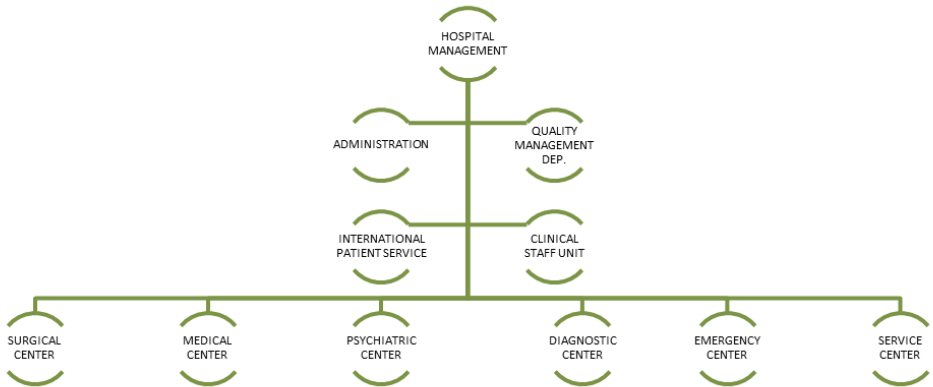 HOSPITAL
MANAGEMENT
ADMINISTRATION
QUALITY
MANAGEMENT
DEP.
INTERNATIONAL
PATIENT SERVICE
CLINICAL
STAFF UNIT
SURGICAL
CENTER
MEDICAL
CENTER
PSYCHIATRIC
CENTER
DIAGNOSTIC
CENTER
EMERGENCY
CENTER
SERVICE
CENTER